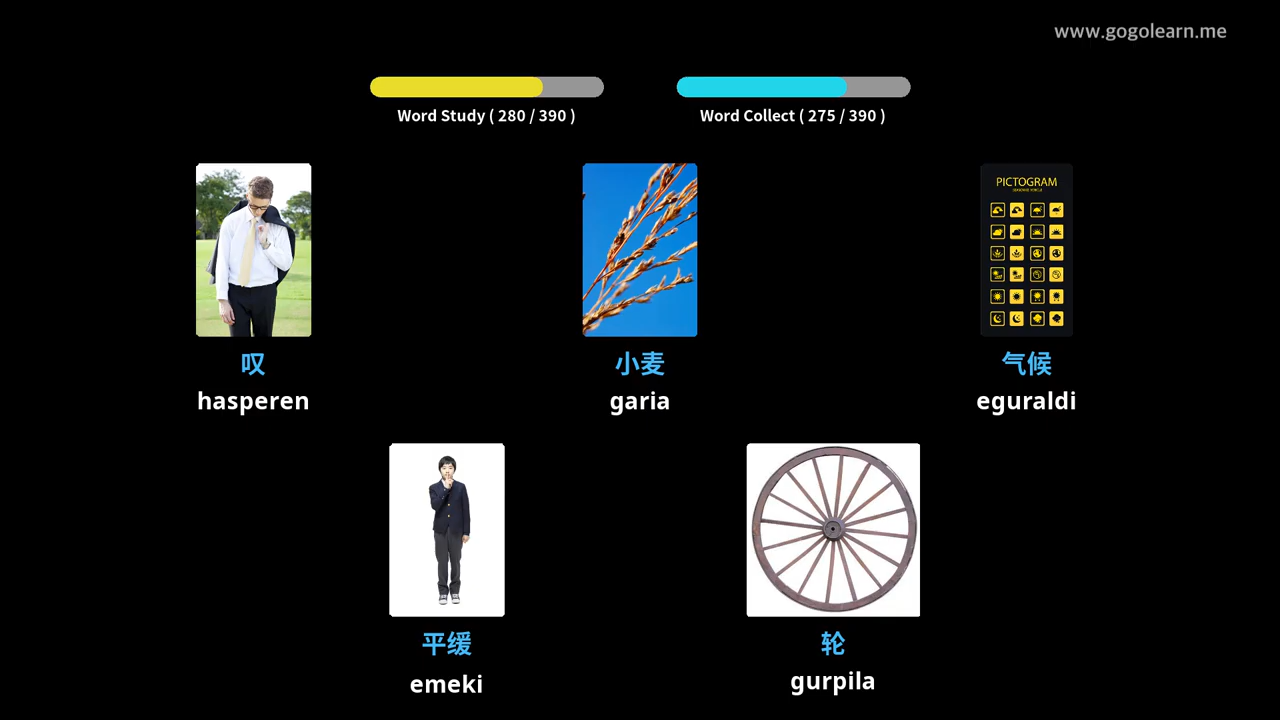 www.gogolearn.me
Word Study ( 280 / 390 )
Word Collect ( 275 / 390 )
PICTOGRAM
叹
小麦
气候
hasperen
garia
eguraldi
平缓
轮
emeki
gurpila